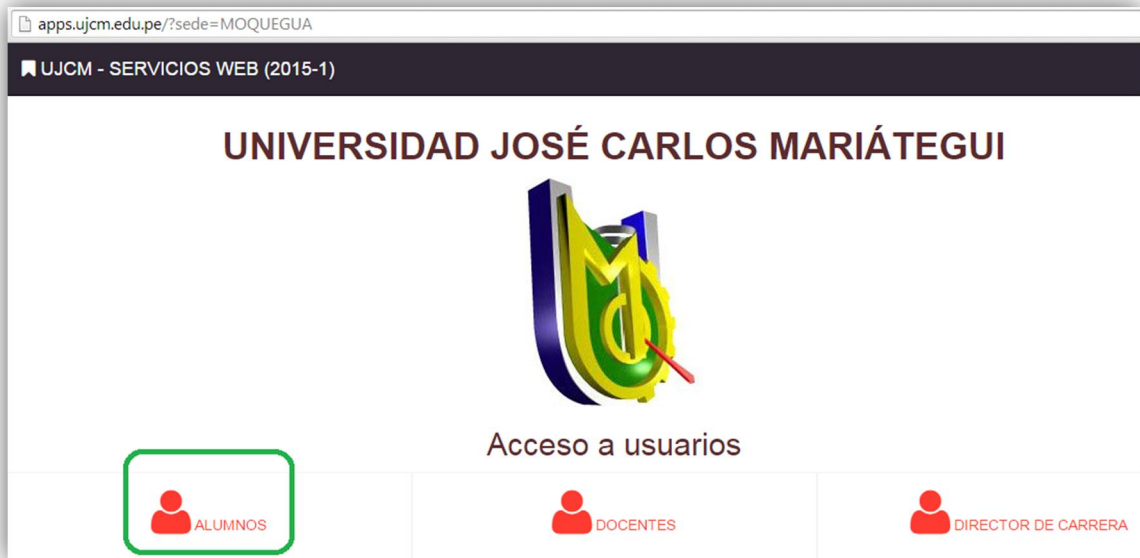 apps.ujcm.edu.pe/?sede=MOQUEGUA
UJCM - SERVICIOS WEB (2015-1)
UNIVERSIDAD JOSÉ CARLOS MARIÁTEGUI
Acceso a usuarios
ALUMNOS
DOCENTES
DIRECTOR DE CARRERA